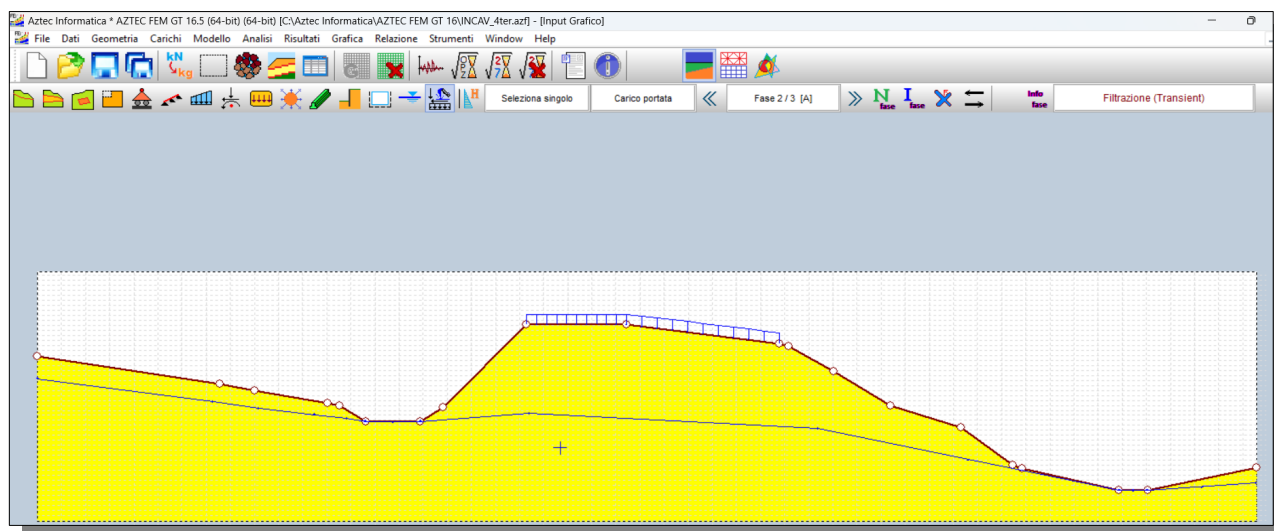 Aztec Informatica * AZTEC FEM GT 16.5 (64-bit) (64-bit) [C:\Aztec Informatica\AZTEC FEM GT 16\INCAV_4ter.azf] - [Input Grafico]
File Dati Geometria Carichi Modello Analisi Risultati Grafica Relazione Strumenti Window Help
kN
kg
Seleziona singolo
Carico portata
Fase 2 / 3 [A]
N fase
I fase
Info fase
Filtrazione (Transient)